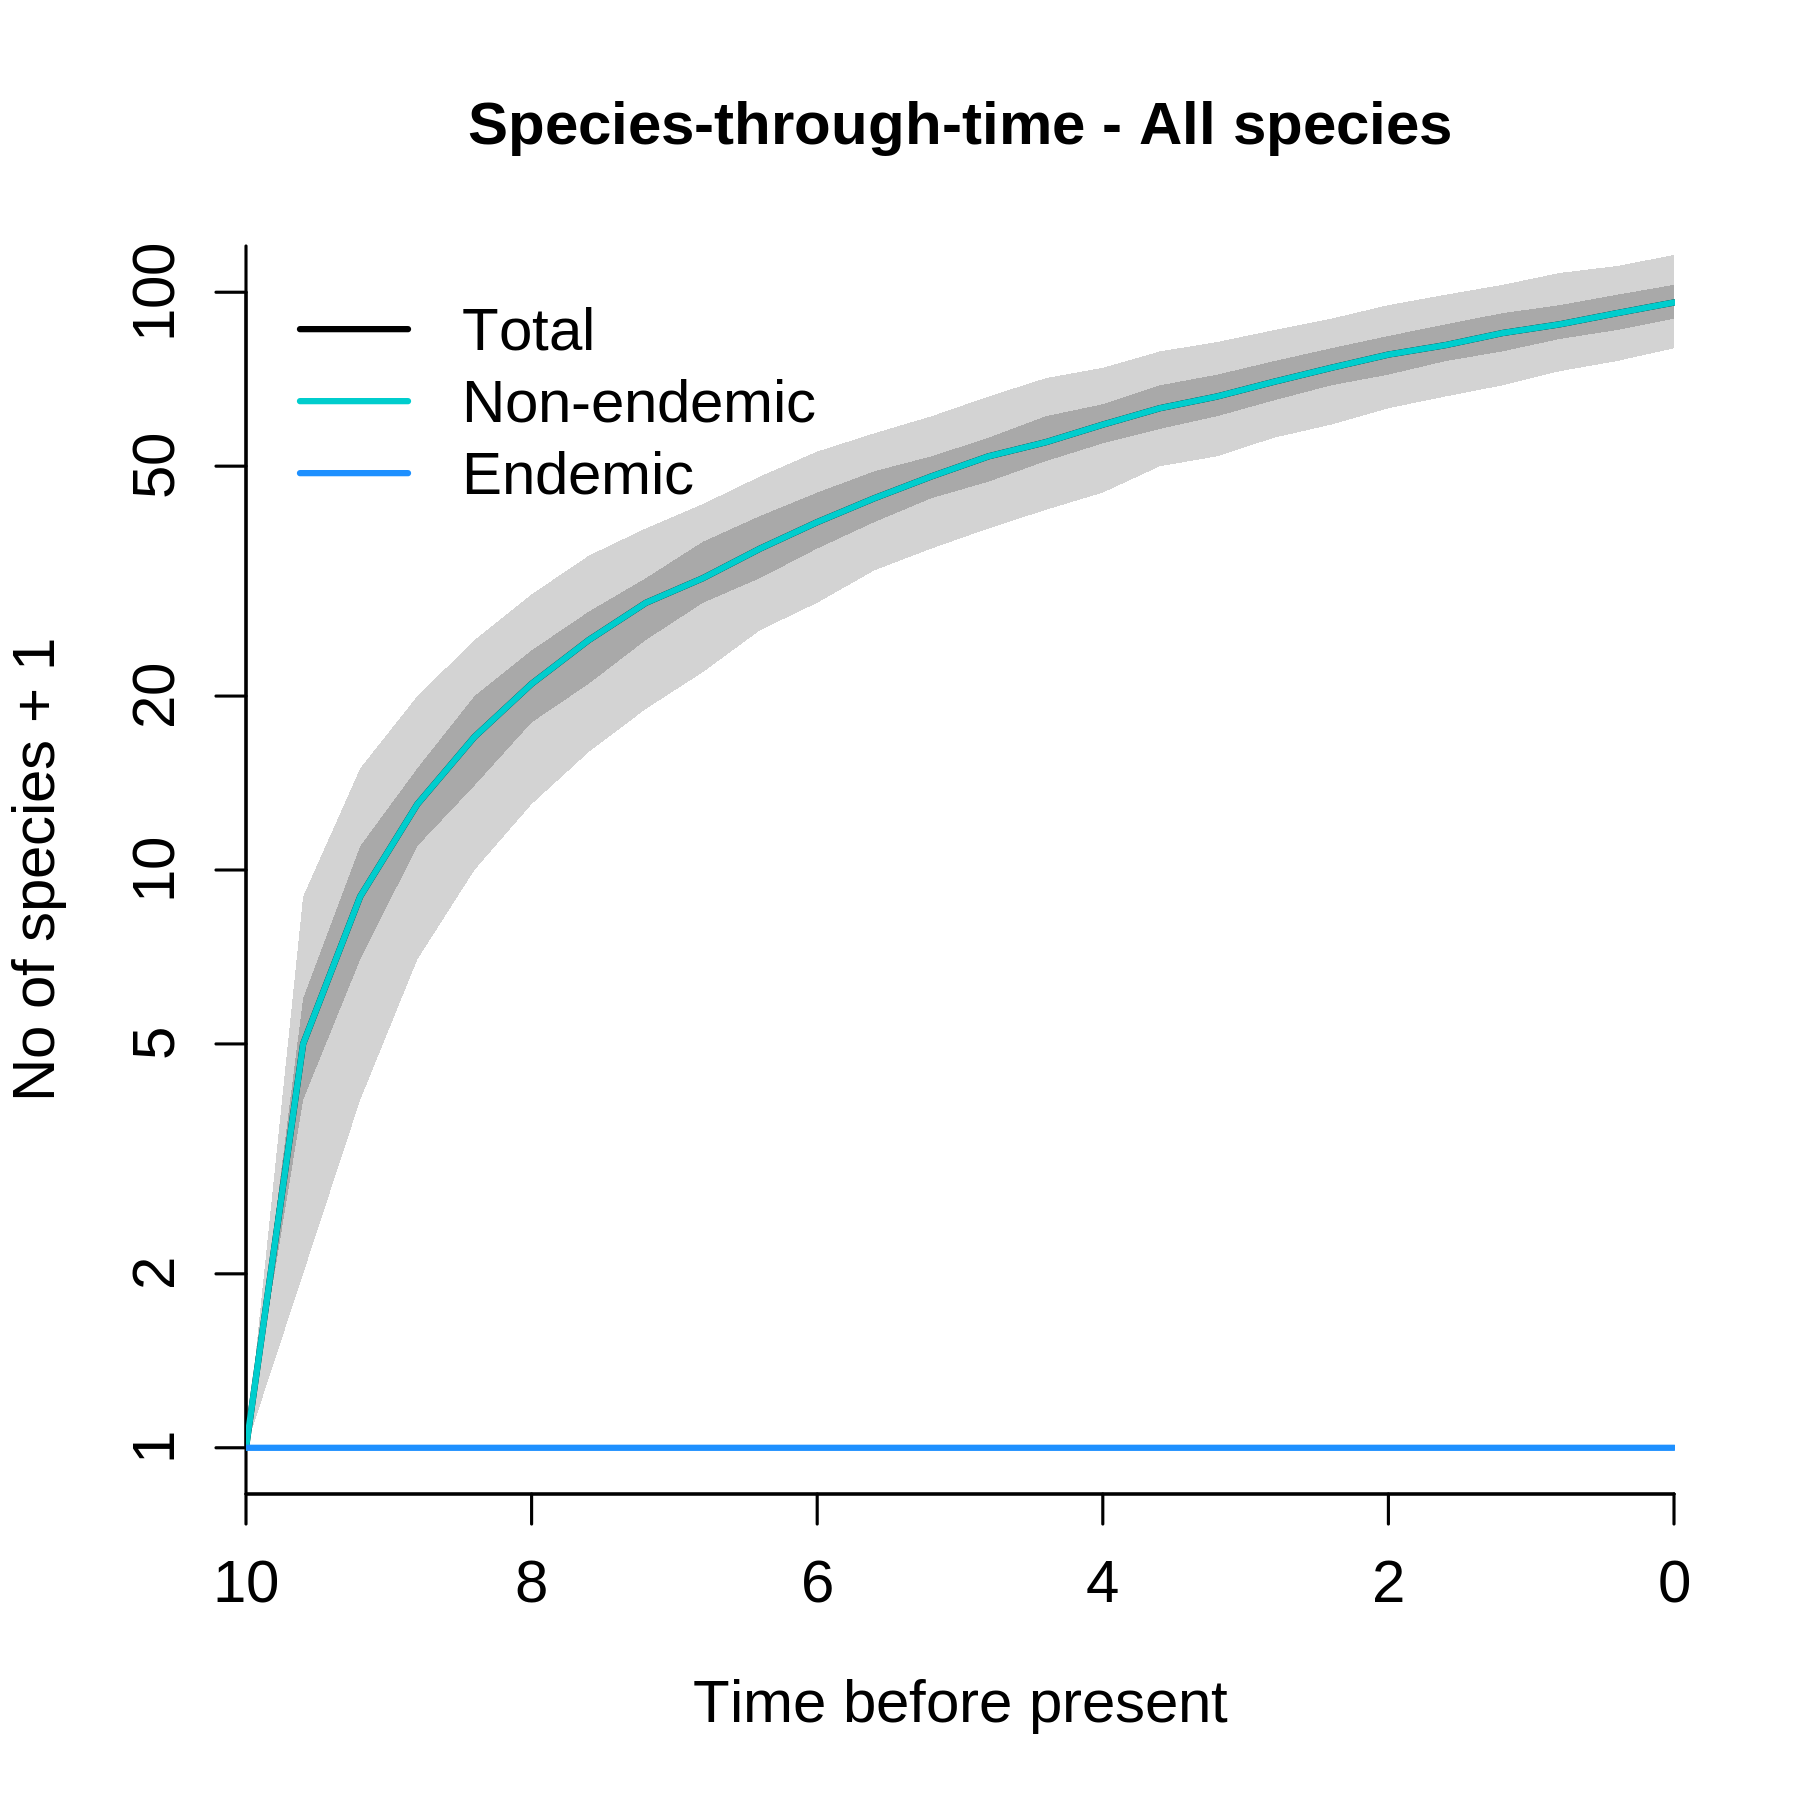 Species-through-time - All species
100
50
20
10
5
2
1
No of species + 1
Total
Non-endemic
Endemic
10 8 6 4 2 0
Time before present